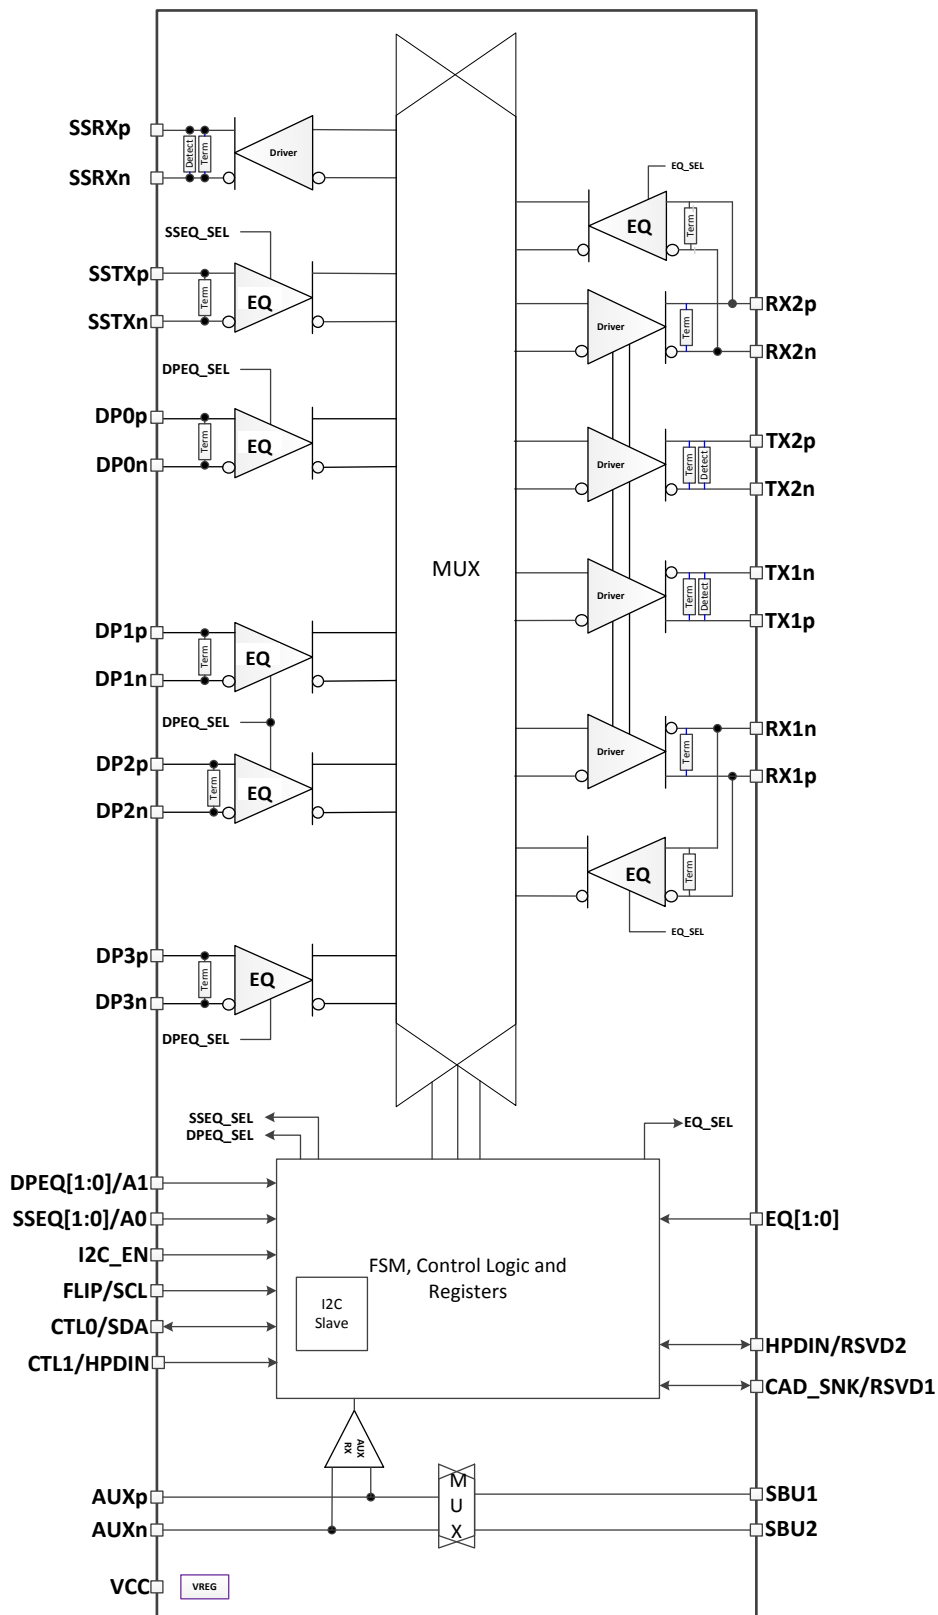 SSRXp
SSRXn
Detect
Term
Driver
EQ_SEL
EQ
Term
SSEQ_SEL
SSTXp
SSTXn
Term
EQ
Driver
Term
RX2p
RX2n
DPEQ_SEL
DP0p
DP0n
Term
EQ
Driver
Term
Detect
TX2p
TX2n
MUX
Driver
Term
Detect
TX1n
TX1p
DP1p
DP1n
Term
EQ
DPEQ_SEL
DP2p
DP2n
Term
EQ
Driver
Term
RX1n
RX1p
EQ
Term
EQ_SEL
DP3p
DP3n
Term
EQ
DPEQ_SEL
SSEQ_SEL
DPEQ_SEL
EQ_SEL
DPEQ[1:0]/A1
SSEQ[1:0]/A0
I2C_EN
FLIP/SCL
CTL0/SDA
CTL1/HPDIN
FSM, Control Logic and
Registers
I2C
Slave
EQ[1:0]
HPDIN/RSVD2
CAD_SNK/RSVD1
AUX
RX
AUXp
AUXn
M
U
X
SBU1
SBU2
VCC
VREG